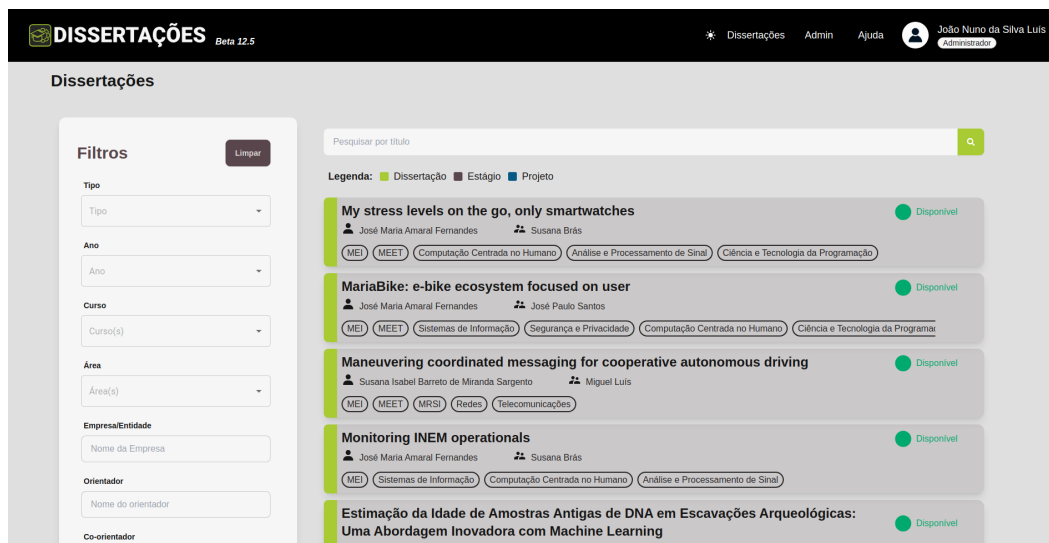 DISSERTAÇÕES Beta 12.5
Dissertações Admin Ajuda João Nuno da Silva Luís
Administrador
Dissertações
Filtros Limpar
Tipo
Tipo
Ano
Ano
Curso
Curso(s)
Área
Área(s)
Empresa/Entidade
Nome da Empresa
Orientador
Nome do orientador
Co-orientador
Pesquisar por título
Legenda: Dissertação Estágio Projeto
My stress levels on the go, only smartwatches Disponível
José Maria Amaral Fernandes Susana Brás
MEI MEET Computação Centrada no Humano Análise e Processamento de Sinal Ciência e Tecnologia da Programação
MariaBike: e-bike ecosystem focused on user Disponível
José Maria Amaral Fernandes José Paulo Santos
MEI MEET Sistemas de Informação Segurança e Privacidade Computação Centrada no Humano Ciência e Tecnologia da
Maneuvering coordinated messaging for cooperative autonomous driving Disponível
Susana Isabel Barreto de Miranda Sargento Miguel Luís
MEI MEET MRSI Redes Telecomunicações
Monitoring INEM operationals Disponível
José Maria Amaral Fernandes Susana Brás
MEI Sistemas de Informação Computação Centrada no Humano Análise e Processamento de Sinal
Estimação da Idade de Amostras Antigas de DNA em Escavações Arqueológicas:
Uma Abordagem Inovadora com Machine Learning Disponível